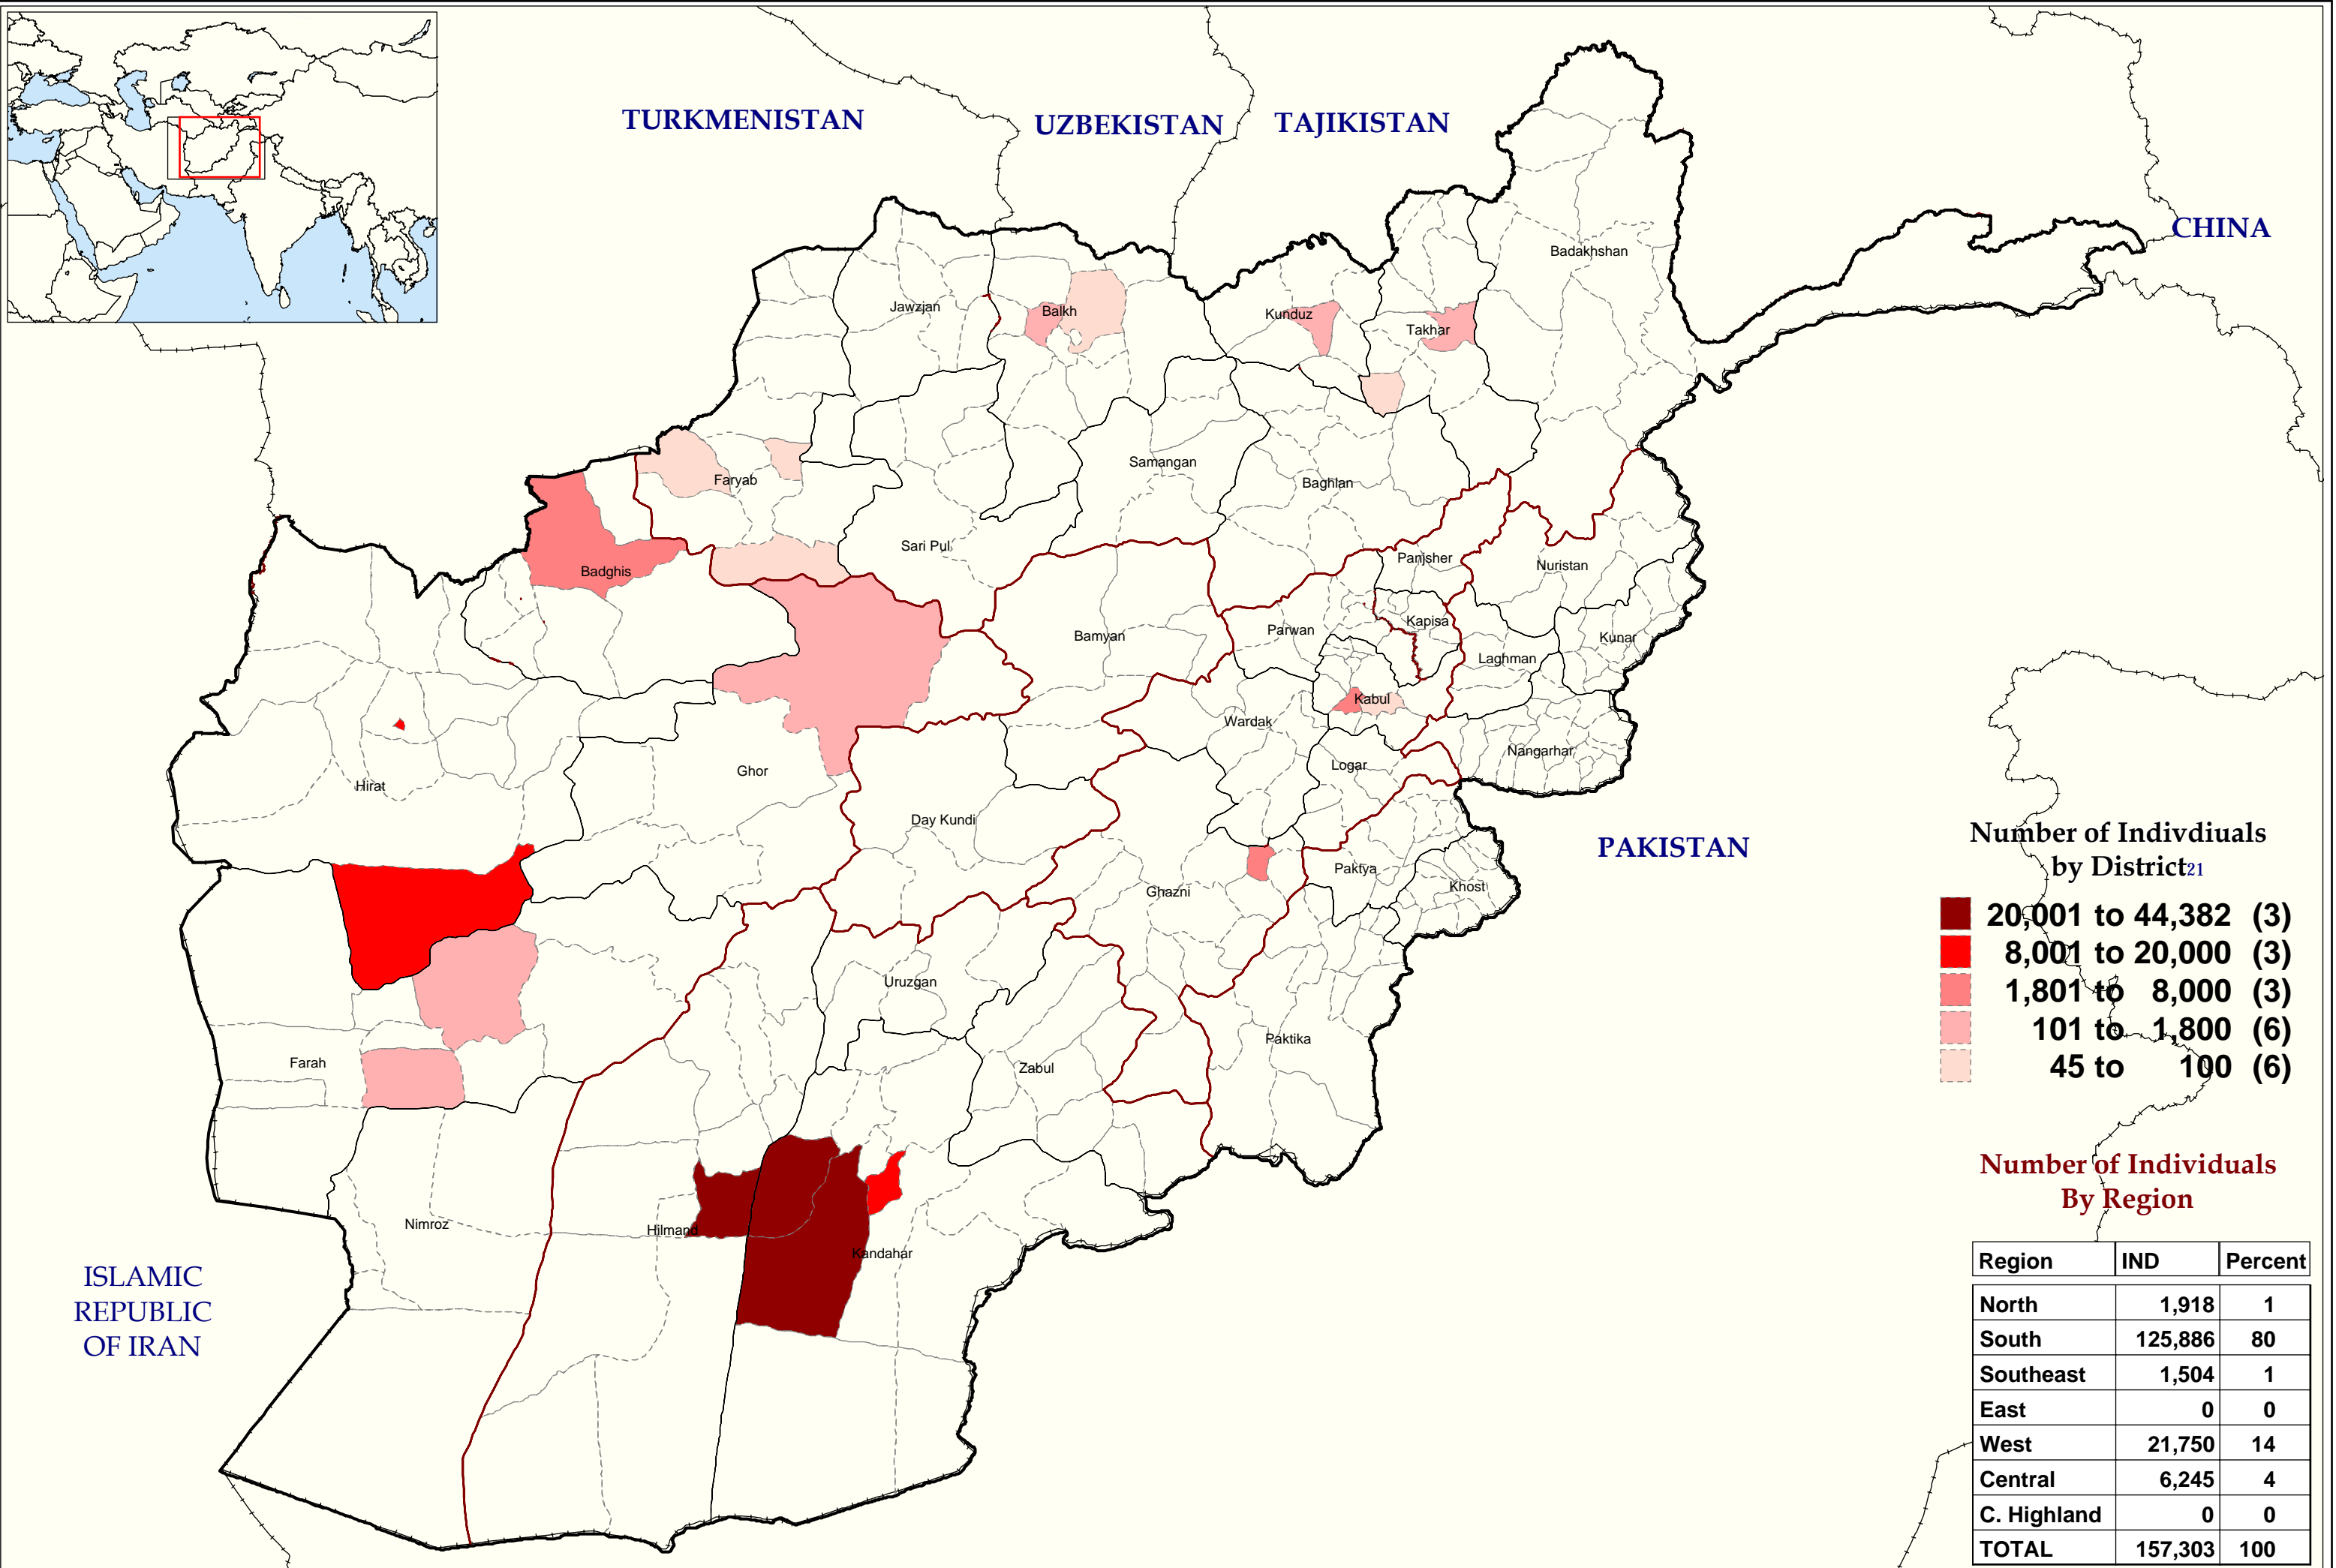 TURKMENISTAN
UZBEKISTAN
TAJIKISTAN
CHINA
Badakhshan
Jawzjan
Balkh
Kunduz
Takhar
Faryab
Samangan
Baghlan
Sari Pul
Badghis
Panjsher
Nuristan
Bamyan
Parwan
Kapisa
Kunar
Laghman
Kabul
Wardak
Nangarhar
Logar
Ghor
Hirat
Day Kundi
PAKISTAN
Ghazni
Paktya
Khost
Uruzgan
Paktika
Farah
Zabul
Nimroz
Hilmand
Kandahar
ISLAMIC
REPUBLIC
OF IRAN
Number of Indivdiuals
by District21
20,001 to 44,382 (3)
8,001 to 20,000 (3)
1,801 to 8,000 (3)
101 to 1,800 (6)
45 to 100 (6)
Number of Individuals
By Region
Region IND Percent
North 1,918 1
South 125,886 80
Southeast 1,504 1
East 0 0
West 21,750 14
Central 6,245 4
C. Highland 0 0
TOTAL 157,303 100